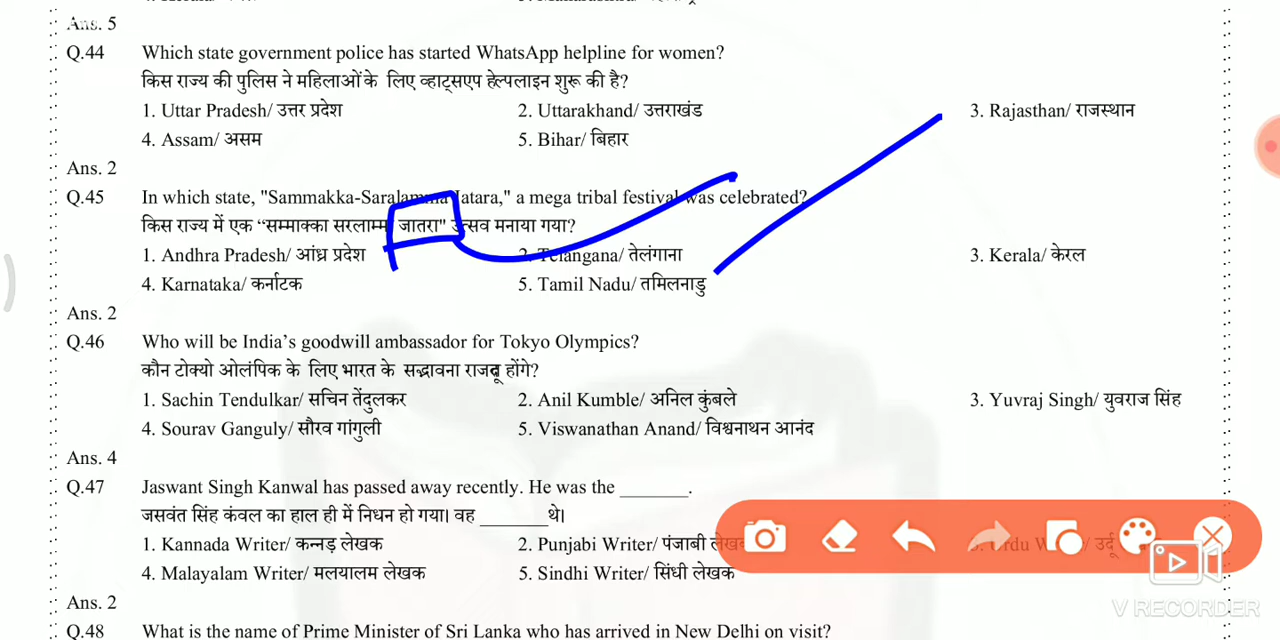 Ans. 5
Q.44 Which state government police has started WhatsApp helpline for women?
किस राज्य की पुलिस ने महिलाओं के लिए व्हाट्सएप हेल्पलाइन शुरू की है?
1. Uttar Pradesh/ उत्तर प्रदेश 2. Uttarakhand/ उत्तराखंड 3. Rajasthan/ राजस्थान
4. Assam/ असम 5. Bihar/ बिहार
Ans. 2
Q.45 In which state, "Sammakka-Saralamma Jatara," a mega tribal festival was celebrated?
किस राज्य में एक “सम्माक्का सरलाम्मा जातरा" उत्सव मनाया गया?
1. Andhra Pradesh/ आंध्र प्रदेश 2. Telangana/ तेलंगाना 3. Kerala/ केरल
4. Karnataka/ कर्नाटक 5. Tamil Nadu/ तमिलनाडु
Ans. 2
Q.46 Who will be India’s goodwill ambassador for Tokyo Olympics?
कौन टोक्यो ओलंपिक के लिए भारत के सद्भावना राजदूत होंगे?
1. Sachin Tendulkar/ सचिन तेंदुलकर 2. Anil Kumble/ अनिल कुंबले 3. Yuvraj Singh/ युवराज सिंह
4. Sourav Ganguly/ सौरव गांगुली 5. Viswanathan Anand/ विश्वनाथन आनंद
Ans. 4
Q.47 Jaswant Singh Kanwal has passed away recently. He was the _______.
जसवंत सिंह कंवल का हाल ही में निधन हो गया। वह _______थे।
1. Kannada Writer/ कन्नड़ लेखक 2. Punjabi Writer/ पंजाबी लेखक 3. Urdu
4. Malayalam Writer/ मलयालम लेखक 5. Sindhi Writer/ सिंधी लेखक
V RECORDER
Ans. 2
Q.48 What is the name of Prime Minister of Sri Lanka who has arrived in New Delhi on visit?